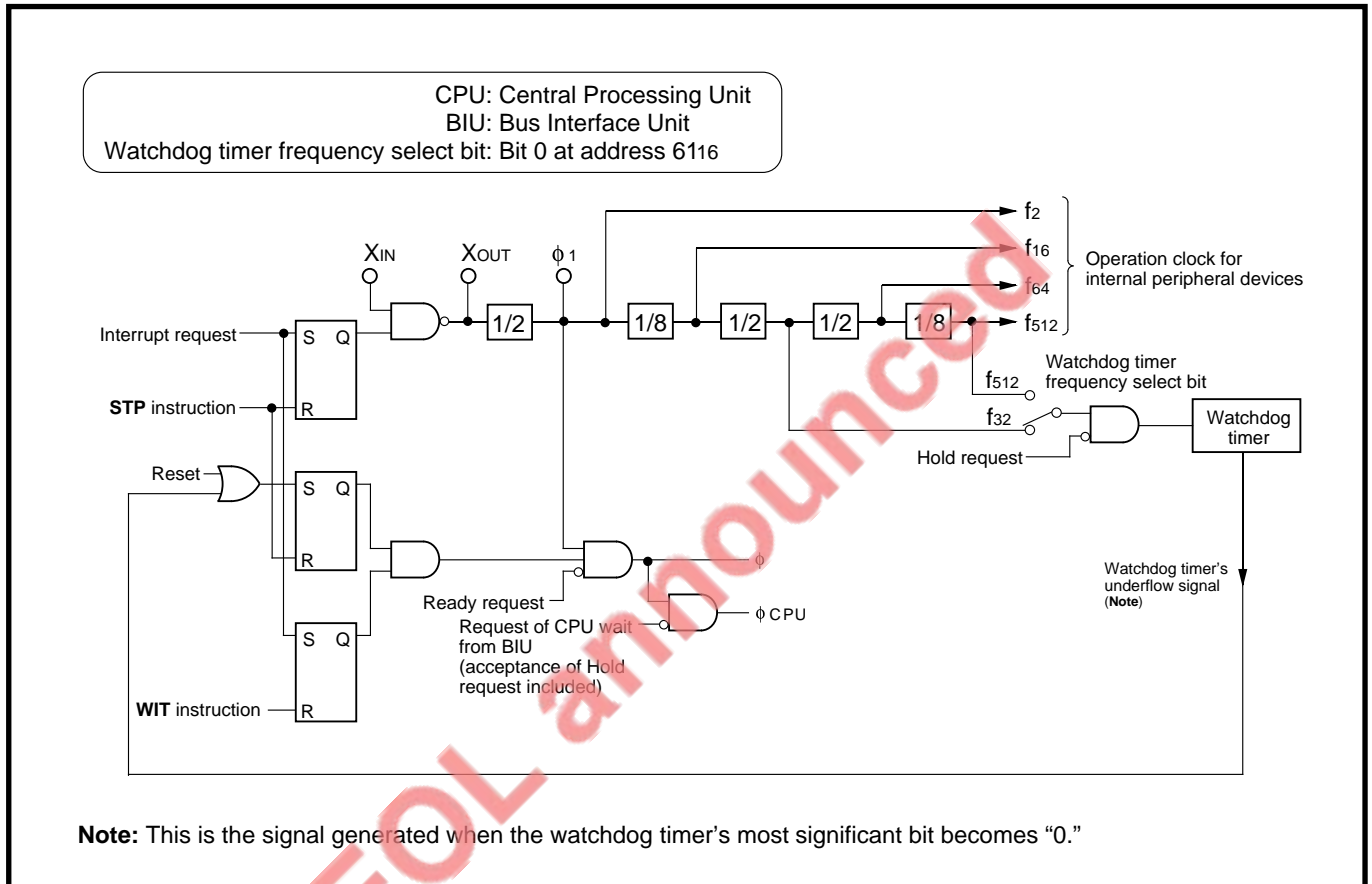 CPU: Central Processing Unit
BIU: Bus Interface Unit
Watchdog timer frequency select bit: Bit 0 at address 6116
f2
XIN
XOUT
ϕ 1
f16
Operation clock for
internal peripheral devices
f64
Interrupt request
S Q
1/2
1/8
1/2
1/2
1/8
f512
Watchdog timer
frequency select bit
f512
STP instruction
R
f32
Watchdog
timer
Hold request
Reset
S Q
R
ϕ
Ready request
Watchdog timer's
underflow signal
(Note)
Request of CPU wait
from BIU
(acceptance of Hold
request included)
ϕ CPU
S Q
WIT instruction
R
Note: This is the signal generated when the watchdog timer's most significant bit becomes “0.”
EOL announced